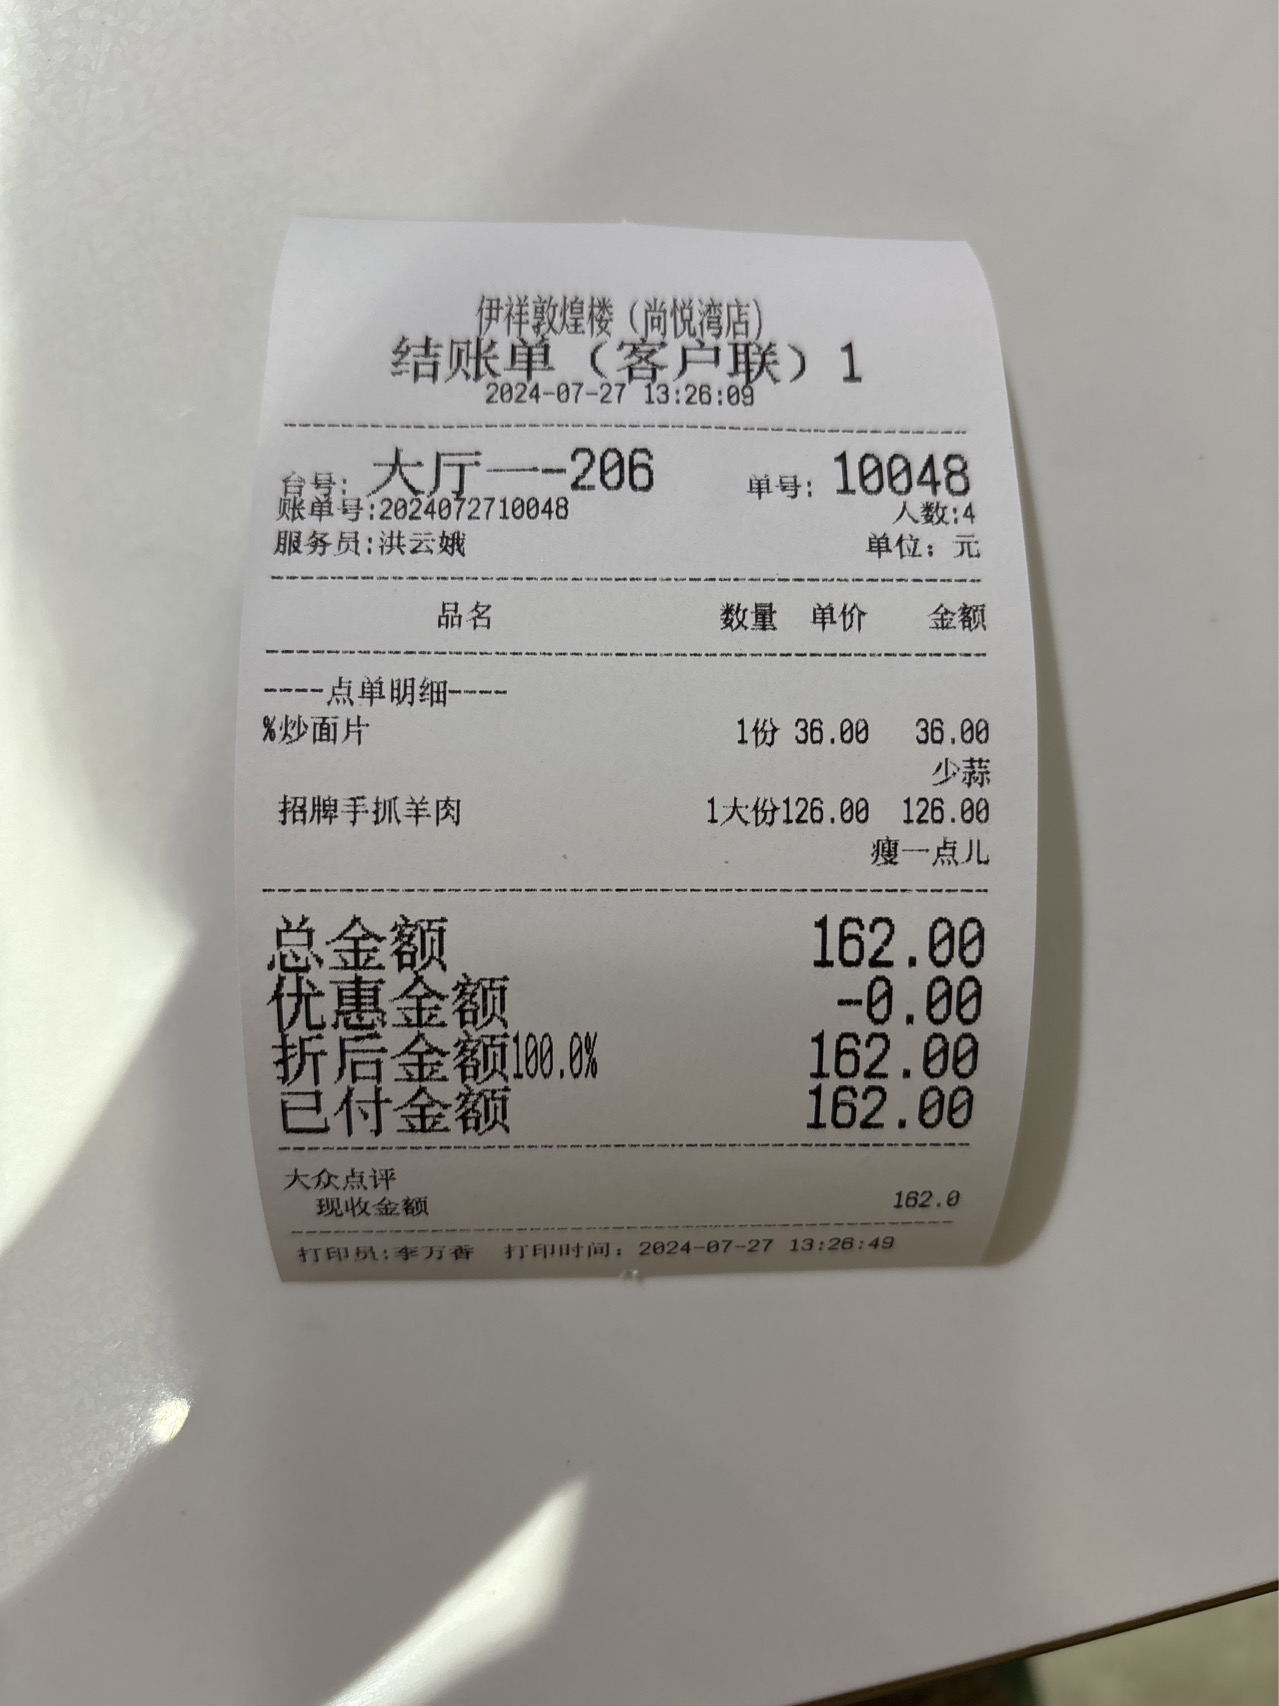 伊祥敦煌楼（尚悦湾店）
结账单（客户联）1
2024-07-27 13:26:09
台号: 大厅一-206 单号: 10048
账单号:2024072710048 人数:4
服务员:洪云娥 单位: 元
品名 数量 单价 金额
----点单明细----
%炒面片 1份 36.00 36.00
少蒜
招牌手抓羊肉 1大份126.00 126.00
瘦一点儿
总金额 162.00
优惠金额 -0.00
折后金额100.0% 162.00
已付金额 162.00
大众点评
现收金额 162.0
打印员:李万香 打印时间: 2024-07-27 13:26:49